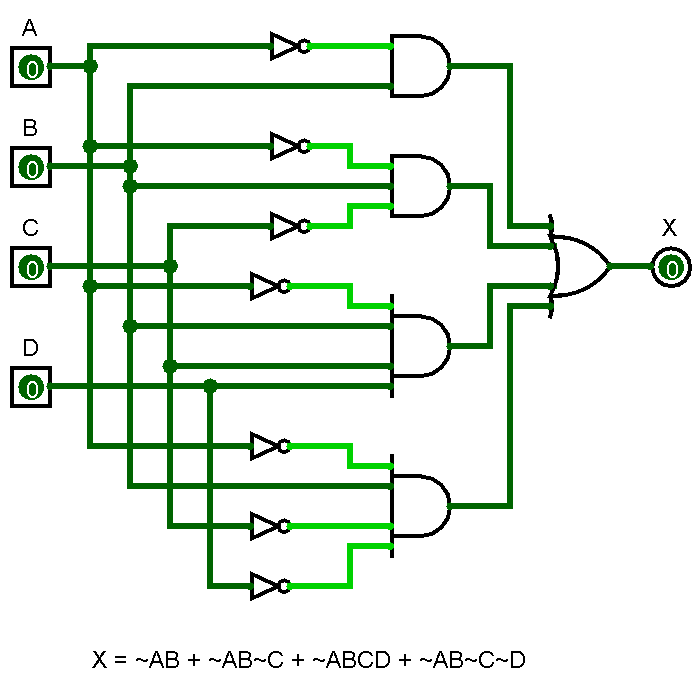 A
0
B
0
C
0
D
0
X
0
X = ~AB + ~AB~C + ~ABCD + ~AB~C~D